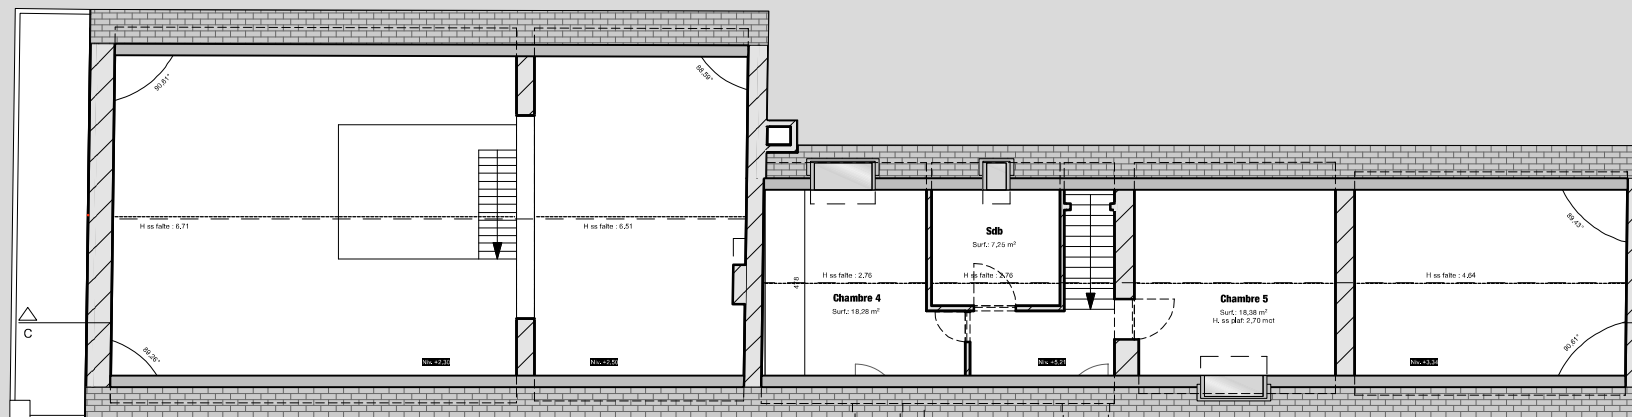 90.81°
98.59°
H ss faîte : 6,71
H ss faîte : 6,51
Sdb
Surf.: 7,25 m²
89.43°
H ss faîte : 2,76
H ss faîte : 2,76
H ss faîte : 4,64
Chambre 4
Surf.: 18,28 m²
Chambre 5
Surf.: 18,38 m²
H. ss plaf: 2,70 mct
C
89.26°
90.61°
Niv. +2,30
Niv. +2,50
Niv. +5,21
Niv. +3,34